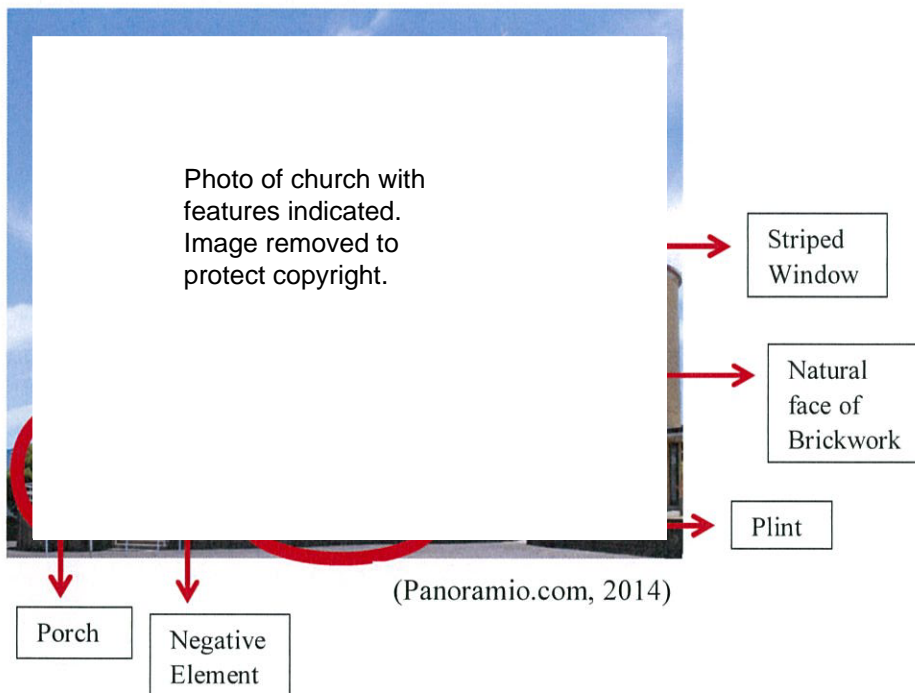 Photo of church with
features indicated.
Image removed to
protect copyright.
Striped
Window
Natural
face of
Brickwork
Plint
(Panoramio.com, 2014)
Porch
Negative
Element